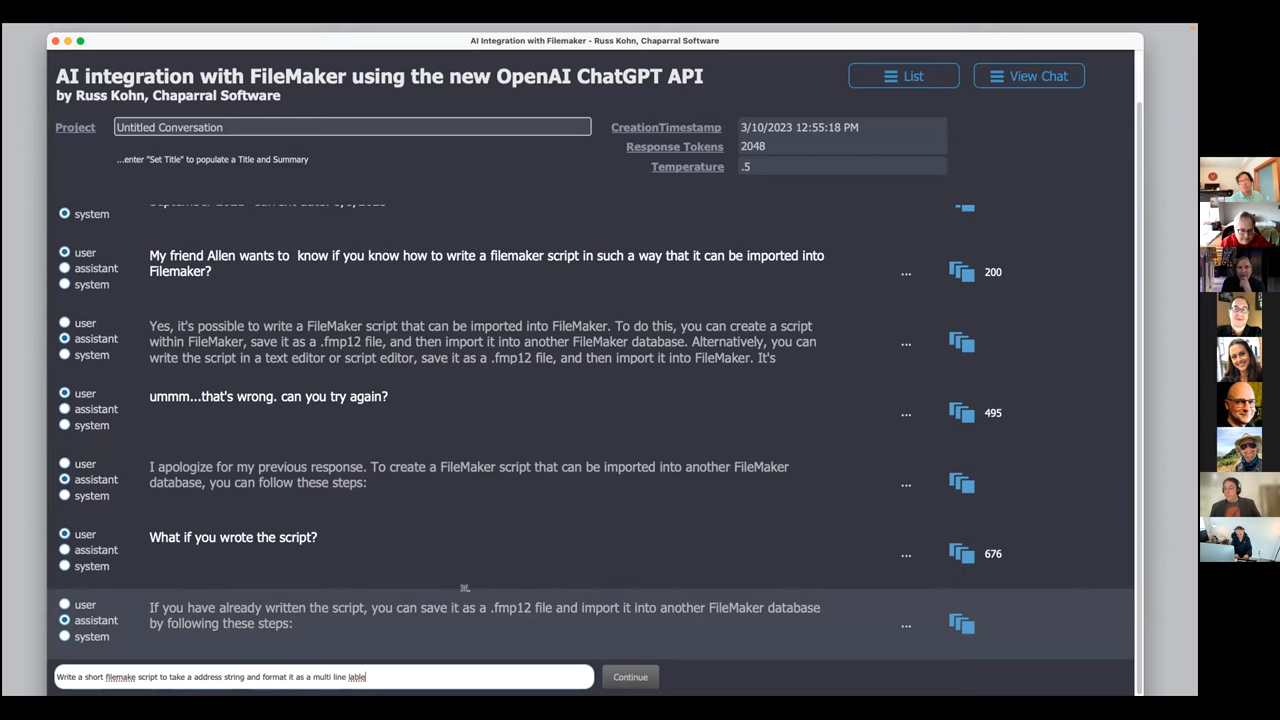 AI Integration with Filemaker - Russ Kohn, Chaparral Software
AI integration with FileMaker using the new OpenAI ChatGPT API
by Russ Kohn, Chaparral Software
List
View Chat
Project
Untitled Conversation
CreationTimestamp
3/10/2023 12:55:18 PM
Response Tokens
2048
...enter "Set Title" to populate a Title and Summary
Temperature
.5
system
user
assistant
system
My friend Allen wants to know if you know how to write a filemaker script in such a way that it can be imported into
Filemaker?
...
200
user
assistant
system
Yes, it's possible to write a FileMaker script that can be imported into FileMaker. To do this, you can create a script
within FileMaker, save it as a .fmp12 file, and then import it into another FileMaker database. Alternatively, you can
write the script in a text editor or script editor, save it as a .fmp12 file, and then import it into FileMaker. It's
...
user
assistant
system
ummm...that's wrong. can you try again?
...
495
user
assistant
system
I apologize for my previous response. To create a FileMaker script that can be imported into another FileMaker
database, you can follow these steps:
...
user
assistant
system
What if you wrote the script?
...
676
user
assistant
system
If you have already written the script, you can save it as a .fmp12 file and import it into another FileMaker database
by following these steps:
...
Write a short filemake script to take a address string and format it as a multi line lable
Continue